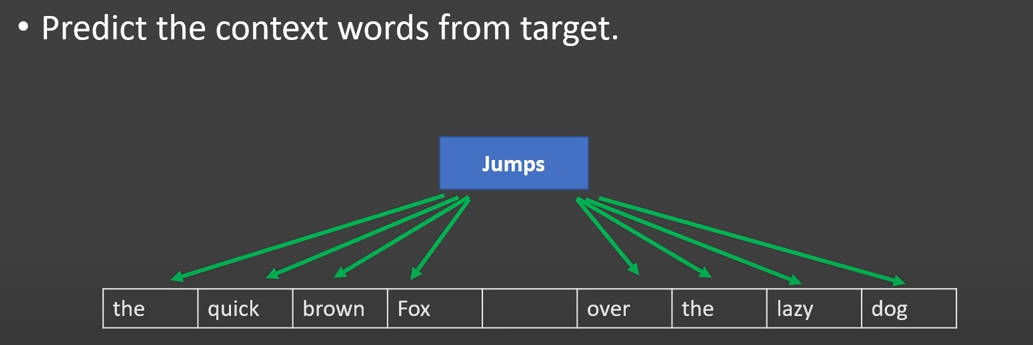 • Predict the context words from target.
Jumps
the quick brown Fox over the lazy dog